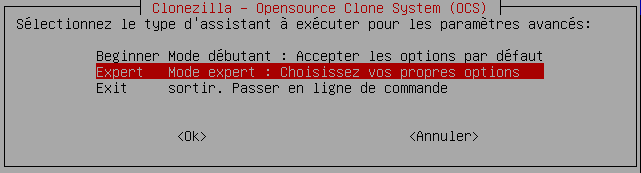 Clonezilla - Opensource Clone System (OCS)
Sélectionnez le type d'assistant à exécuter pour les paramètres avancés:
Beginner Mode débutant : Accepter les options par défaut
Expert Mode expert : Choisissez vos propres options
Exit sortir. Passer en ligne de commande
<Ok> <Annuler>